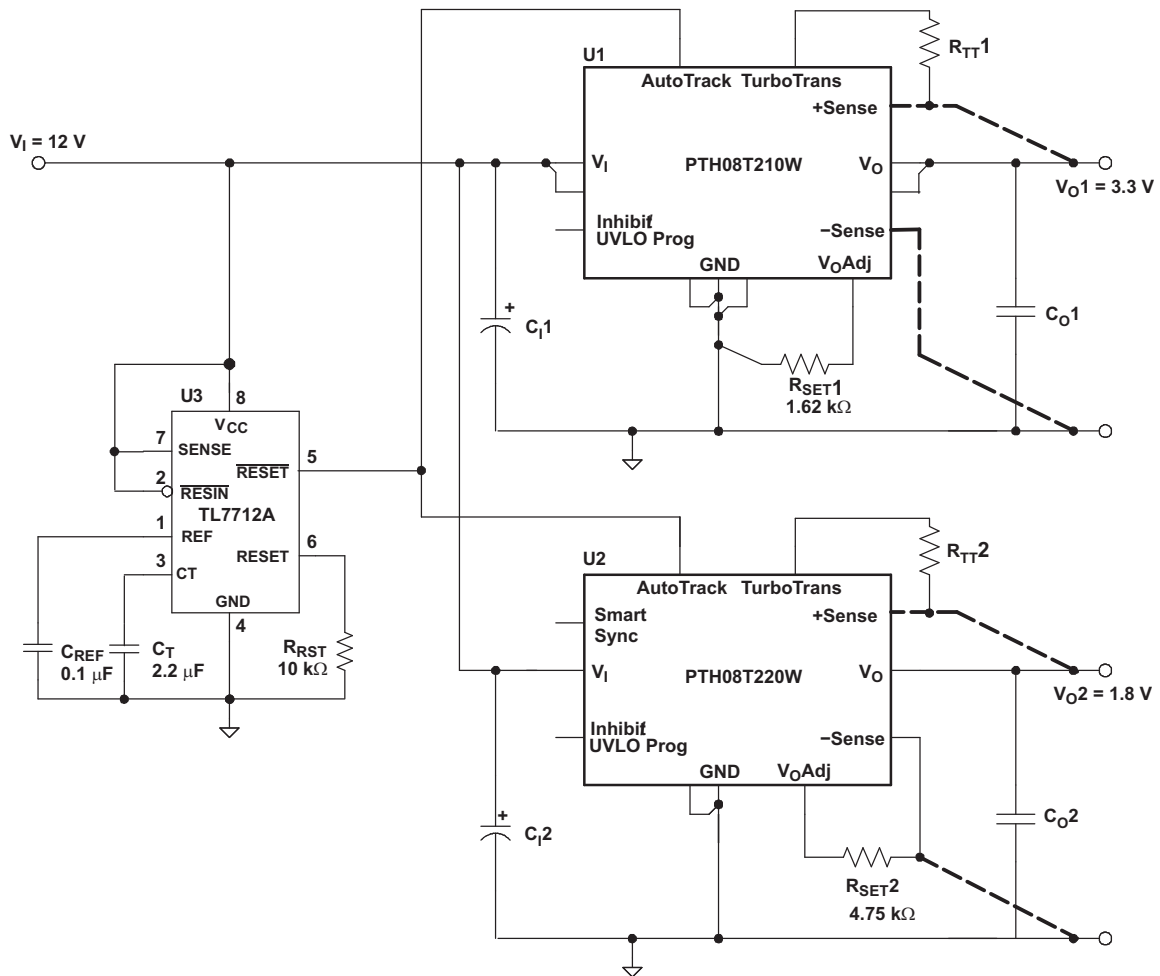 U1
AutoTrack TurboTrans
RTT1
+Sense
VI = 12 V
VI
PTH08T210W
VO
VO1 = 3.3 V
Inhibit/
UVLO Prog
−Sense
GND
VOAdj
CI1
+
CO1
RSET1
1.62 kΩ
U3
8
VCC
7
SENSE
5
RESET
2
RESIN
TL7712A
1
REF
6
RESET
3
CT
GND
4
CREF
0.1 μF
CT
2.2 μF
RRST
10 kΩ
U2
AutoTrack TurboTrans
RTT2
+Sense
Smart
Sync
VI
PTH08T220W
VO
VO2 = 1.8 V
Inhibit/
UVLO Prog
−Sense
GND
VOAdj
+
CI2
CO2
RSET2
4.75 kΩ